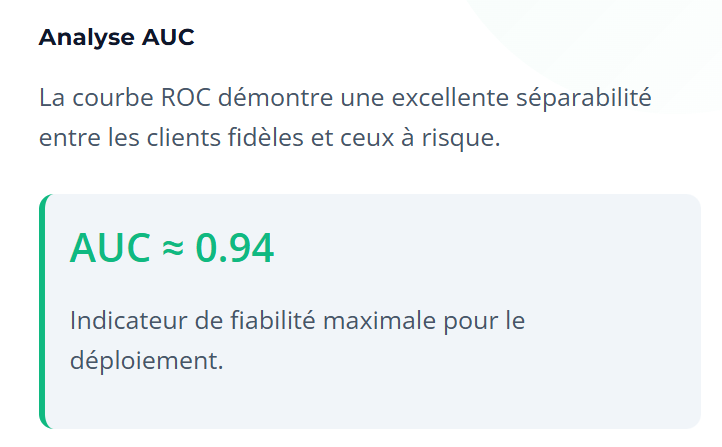 Analyse AUC
La courbe ROC démontre une excellente séparabilité
entre les clients fidèles et ceux à risque.
AUC ≈ 0.94
Indicateur de fiabilité maximale pour le
déploiement.